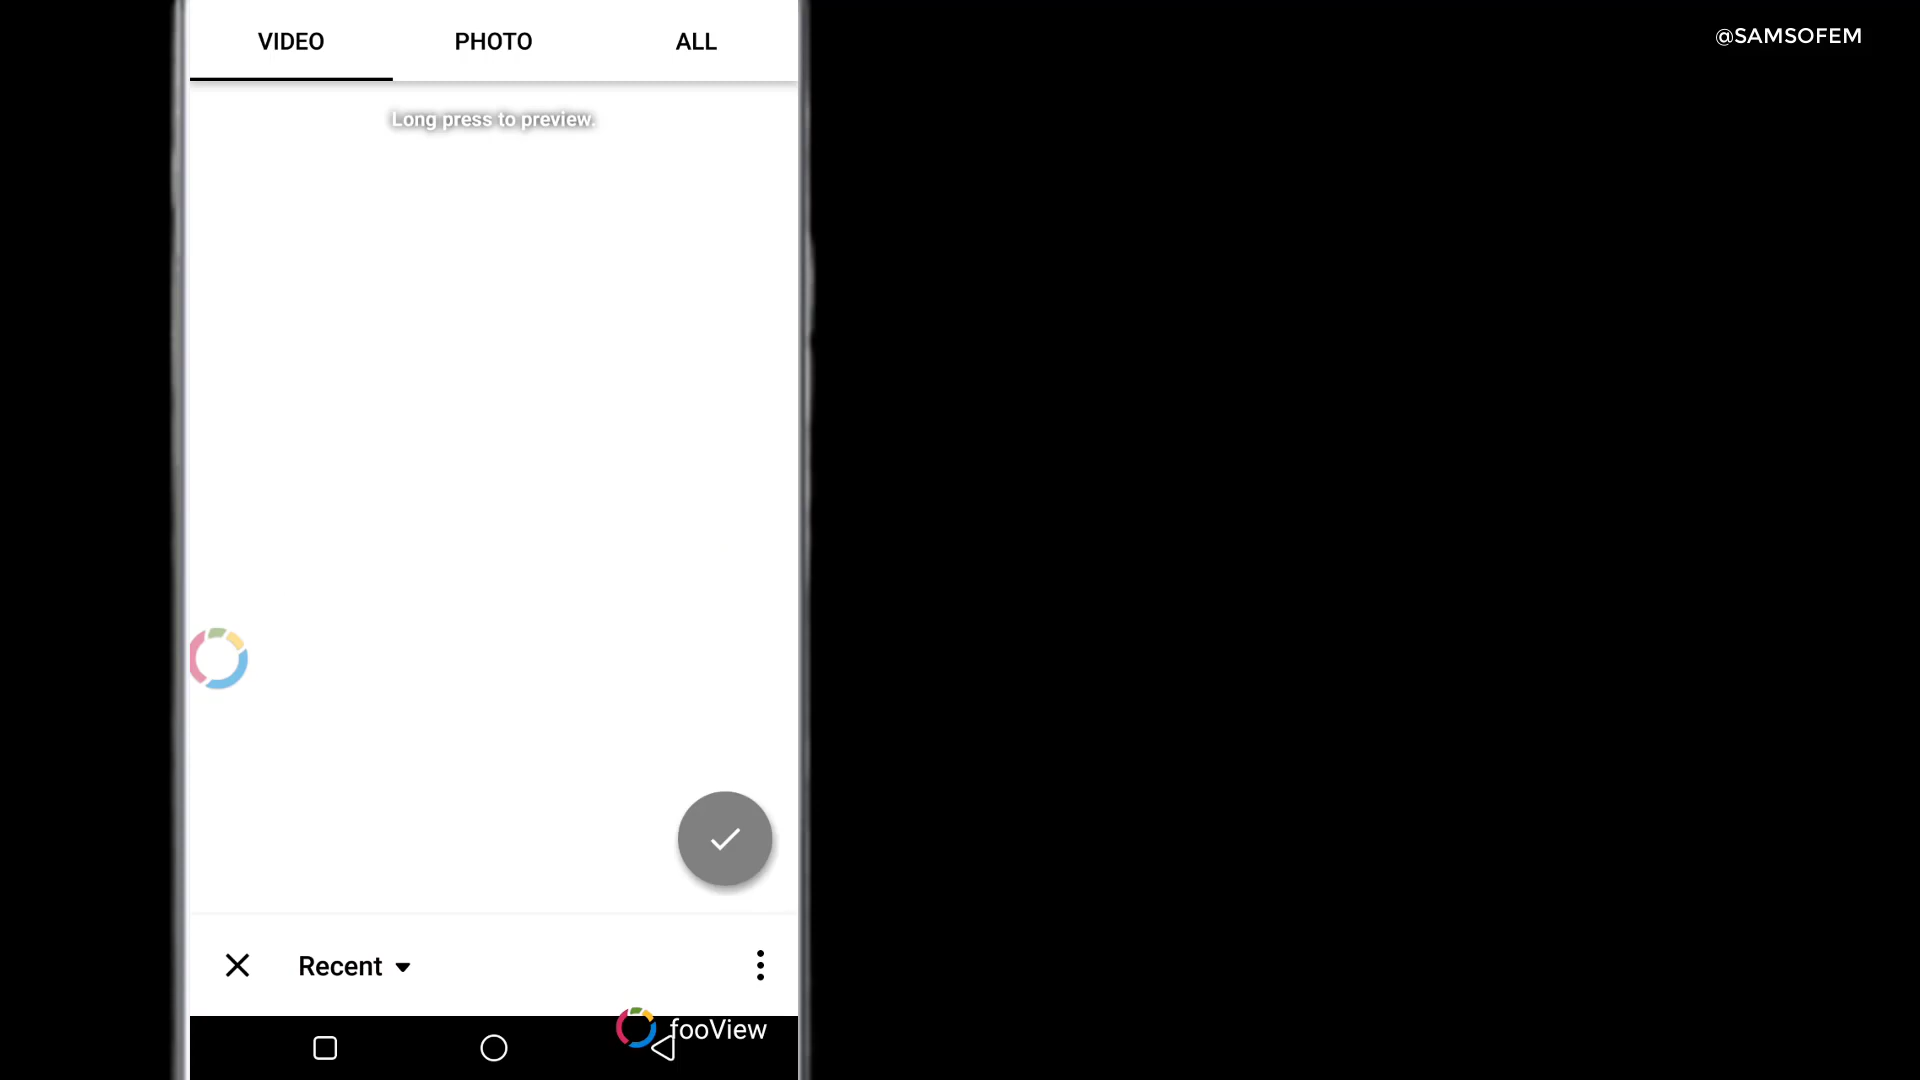 VIDEO
PHOTO
ALL
@SAMSOFEM
Long press to preview.
Recent
fooView